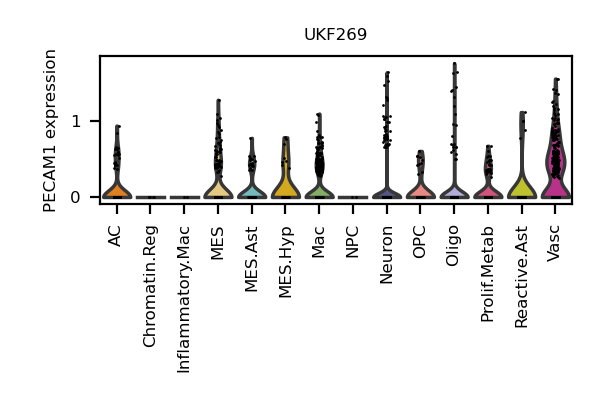 UKF269
PECAM1 expression
1
0
AC
Chromatin.Reg
Inflammatory.Mac
MES
MES.Ast
MES.Hyp
Mac
NPC
Neuron
OPC
Oligo
Prolif.Metab
Reactive.Ast
Vasc